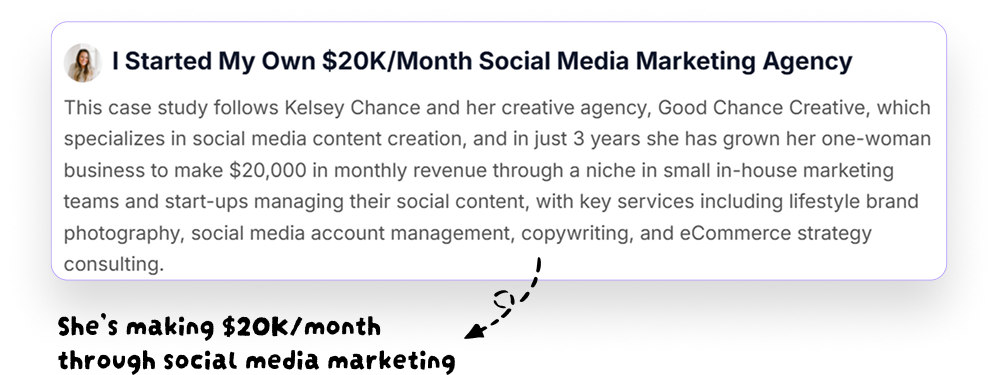 I Started My Own $20K/Month Social Media Marketing Agency
This case study follows Kelsey Chance and her creative agency, Good Chance Creative, which
specializes in social media content creation, and in just 3 years she has grown her one-woman
business to make $20,000 in monthly revenue through a niche in small in-house marketing
teams and start-ups managing their social content, with key services including lifestyle brand
photography, social media account management, copywriting, and eCommerce strategy
consulting.
She's making $20K/month
through social media marketing